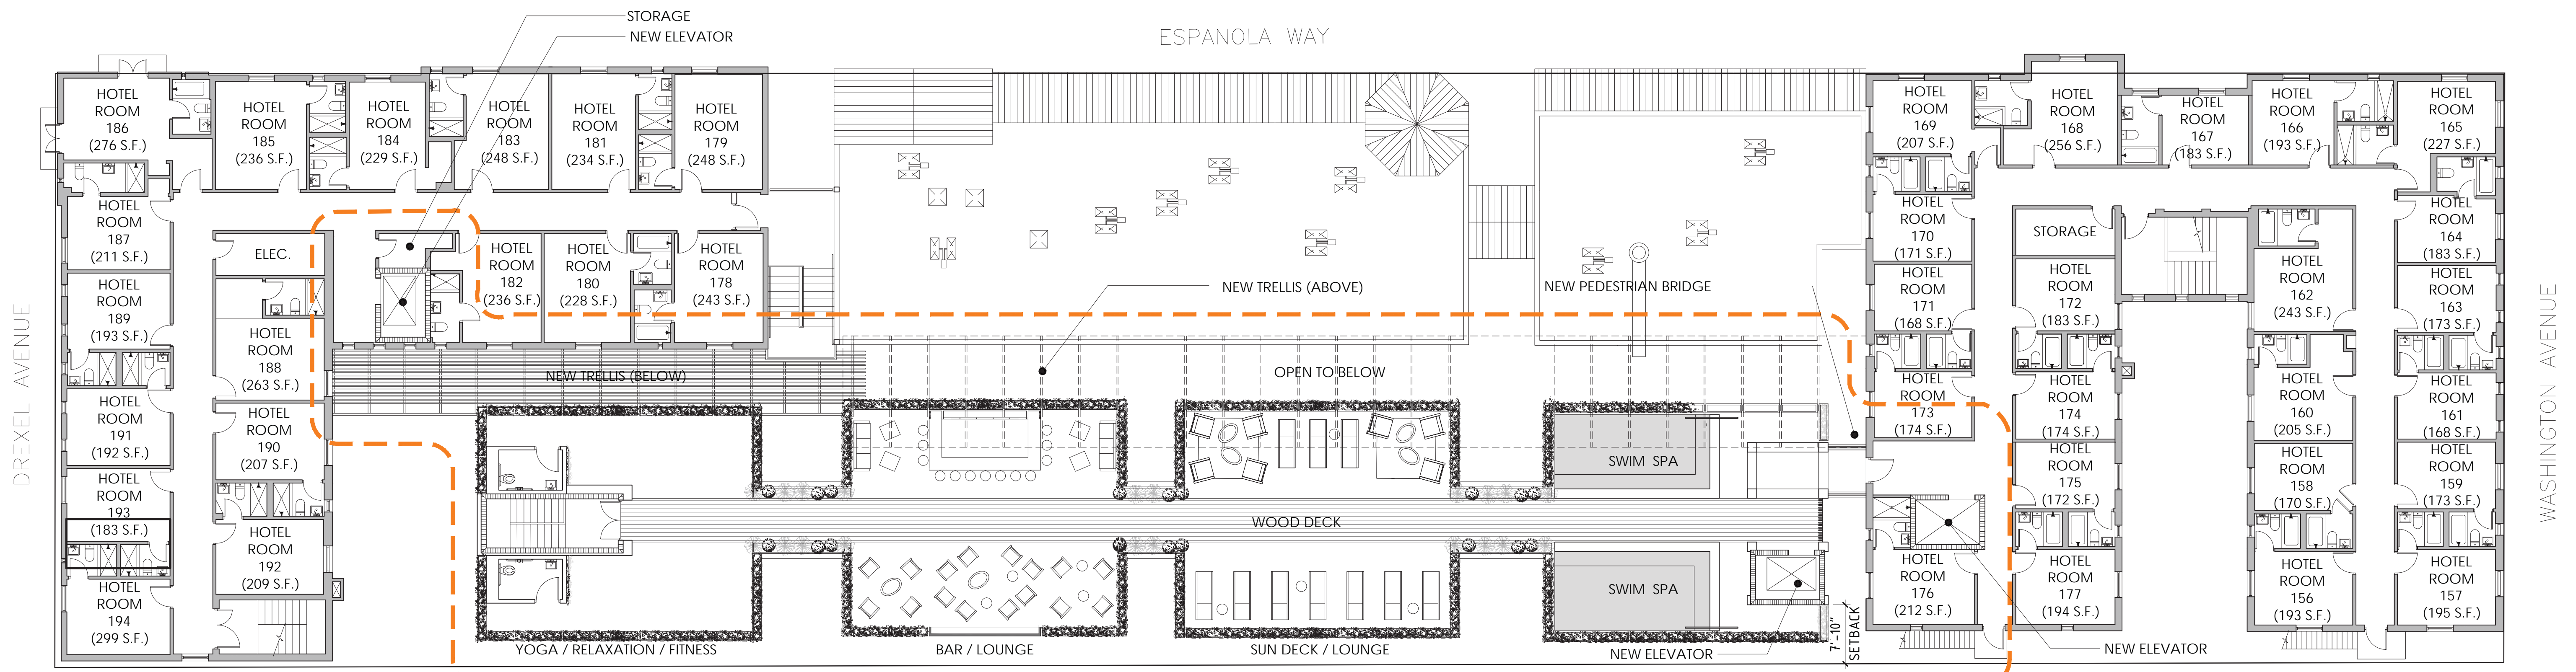 STORAGE
NEW ELEVATOR
ESPANOLA WAY
DREXEL AVENUE
WASHINGTON AVENUE
HOTEL
ROOM
186
(276 S.F.)
HOTEL
ROOM
185
(236 S.F.)
HOTEL
ROOM
184
(229 S.F.)
HOTEL
ROOM
183
(248 S.F.)
HOTEL
ROOM
181
(234 S.F.)
HOTEL
ROOM
179
(248 S.F.)
HOTEL
ROOM
169
(207 S.F.)
HOTEL
ROOM
168
(256 S.F.)
HOTEL
ROOM
167
(183 S.F.)
HOTEL
ROOM
166
(193 S.F.)
HOTEL
ROOM
165
(227 S.F.)
HOTEL
ROOM
187
(211 S.F.)
ELEC.
HOTEL
ROOM
182
(236 S.F.)
HOTEL
ROOM
180
(228 S.F.)
HOTEL
ROOM
178
(243 S.F.)
HOTEL
ROOM
170
(171 S.F.)
STORAGE
HOTEL
ROOM
164
(183 S.F.)
HOTEL
ROOM
189
(193 S.F.)
HOTEL
ROOM
188
(263 S.F.)
NEW TRELLIS (ABOVE)
NEW PEDESTRIAN BRIDGE
HOTEL
ROOM
171
(168 S.F.)
HOTEL
ROOM
172
(183 S.F.)
HOTEL
ROOM
162
(243 S.F.)
HOTEL
ROOM
163
(173 S.F.)
NEW TRELLIS (BELOW)
OPEN TO BELOW
HOTEL
ROOM
191
(192 S.F.)
HOTEL
ROOM
190
(207 S.F.)
HOTEL
ROOM
173
(174 S.F.)
HOTEL
ROOM
174
(174 S.F.)
HOTEL
ROOM
160
(205 S.F.)
HOTEL
ROOM
161
(168 S.F.)
HOTEL
ROOM
193
(183 S.F.)
SWIM SPA
HOTEL
ROOM
175
(172 S.F.)
HOTEL
ROOM
158
(170 S.F.)
HOTEL
ROOM
159
(173 S.F.)
WOOD DECK
HOTEL
ROOM
192
(209 S.F.)
HOTEL
ROOM
194
(299 S.F.)
SWIM SPA
HOTEL
ROOM
176
(212 S.F.)
HOTEL
ROOM
177
(194 S.F.)
HOTEL
ROOM
156
(193 S.F.)
HOTEL
ROOM
157
(195 S.F.)
7'-10"
SETBACK
YOGA / RELAXATION / FITNESS
BAR / LOUNGE
SUN DECK / LOUNGE
NEW ELEVATOR
NEW ELEVATOR